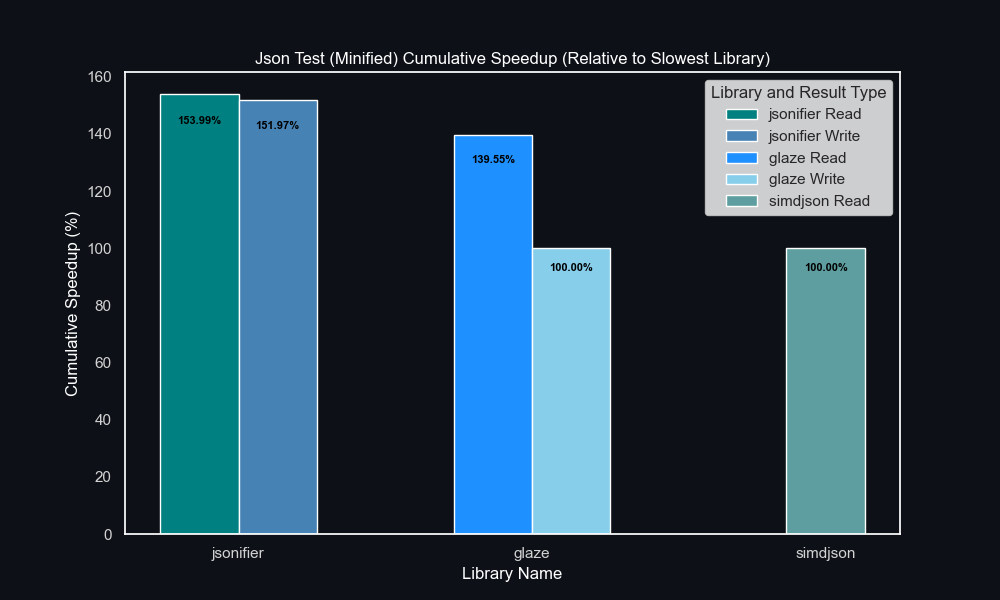 Json Test (Minified) Cumulative Speedup (Relative to Slowest Library)
Cumulative Speedup (%)
160
140
120
100
80
60
40
20
0
153.99%
151.97%
139.55%
100.00%
100.00%
Library and Result Type
jsonifier Read
jsonifier Write
glaze Read
glaze Write
simdjson Read
jsonifier
glaze
simdjson
Library Name